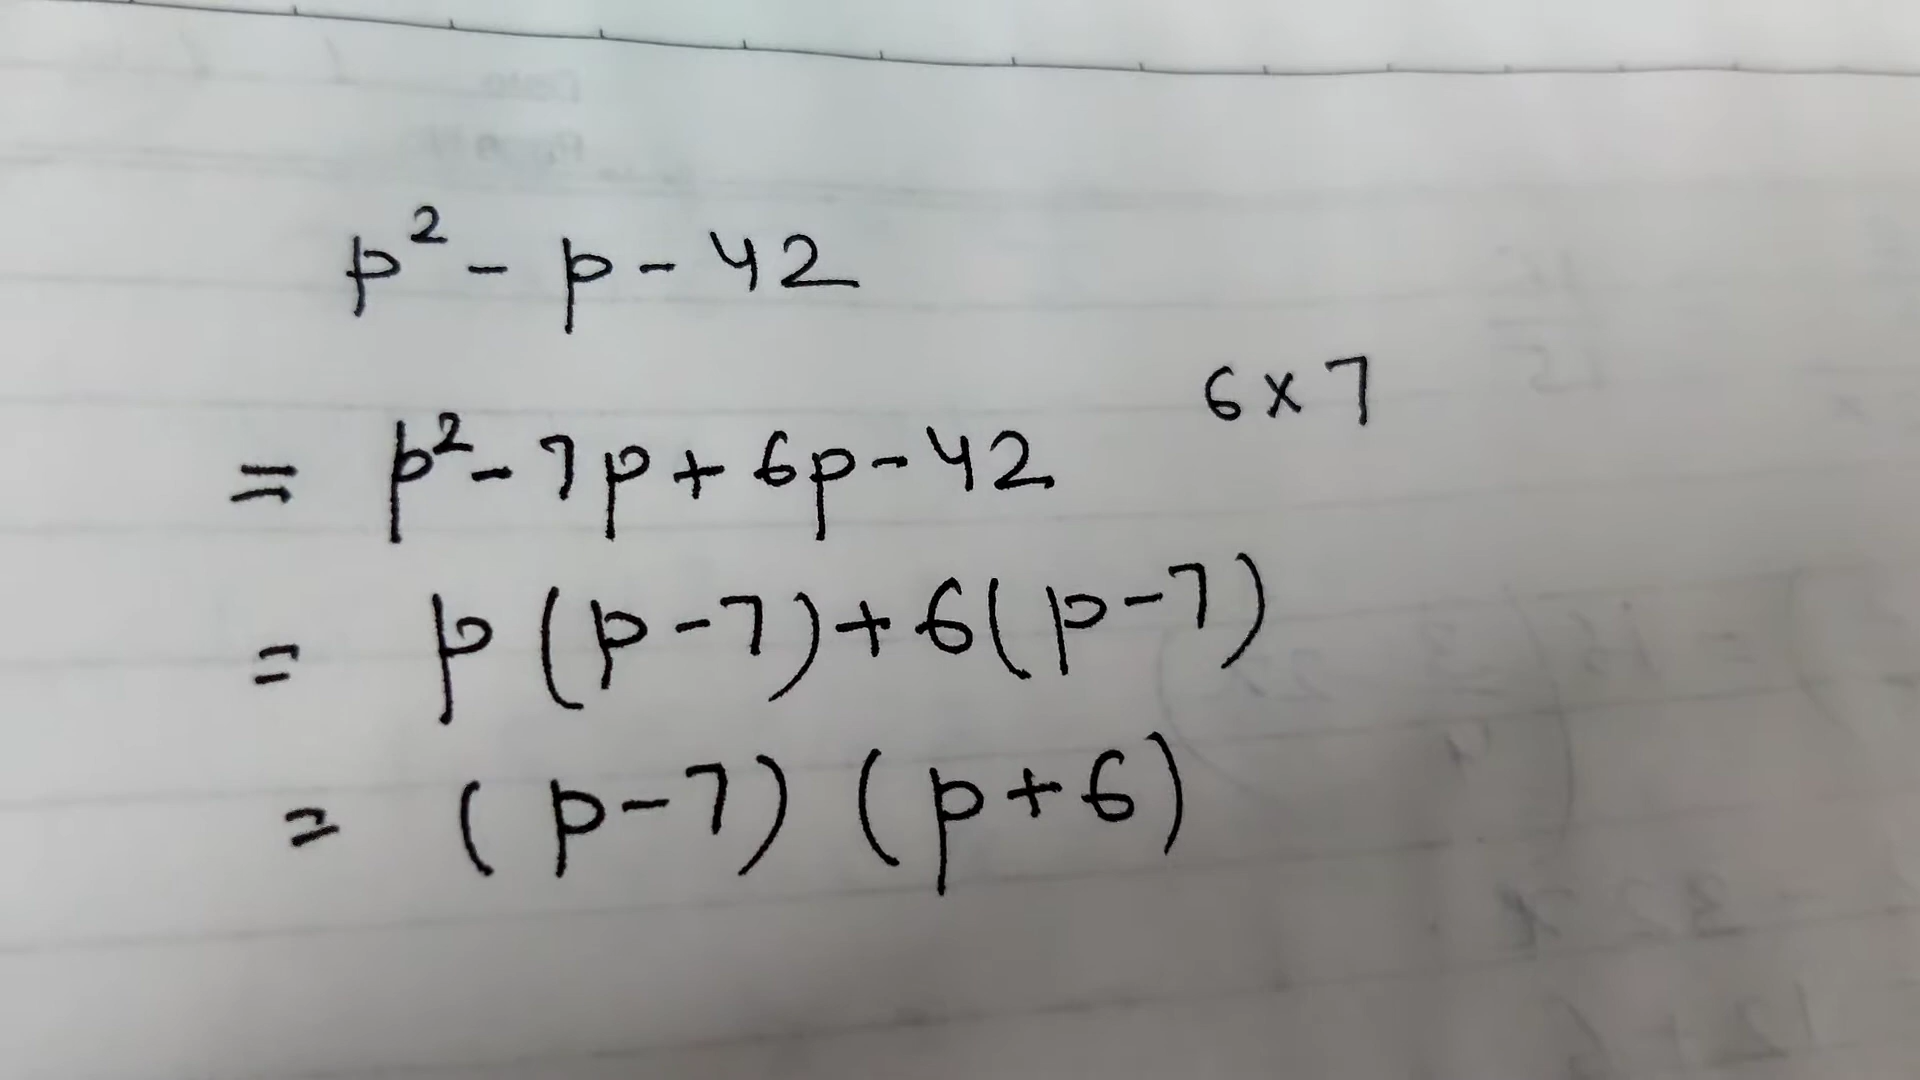 p² - p - 42
6 × 7
= p² - 7p + 6p - 42
= p (p - 7) + 6 (p - 7)
= (p - 7) (p + 6)